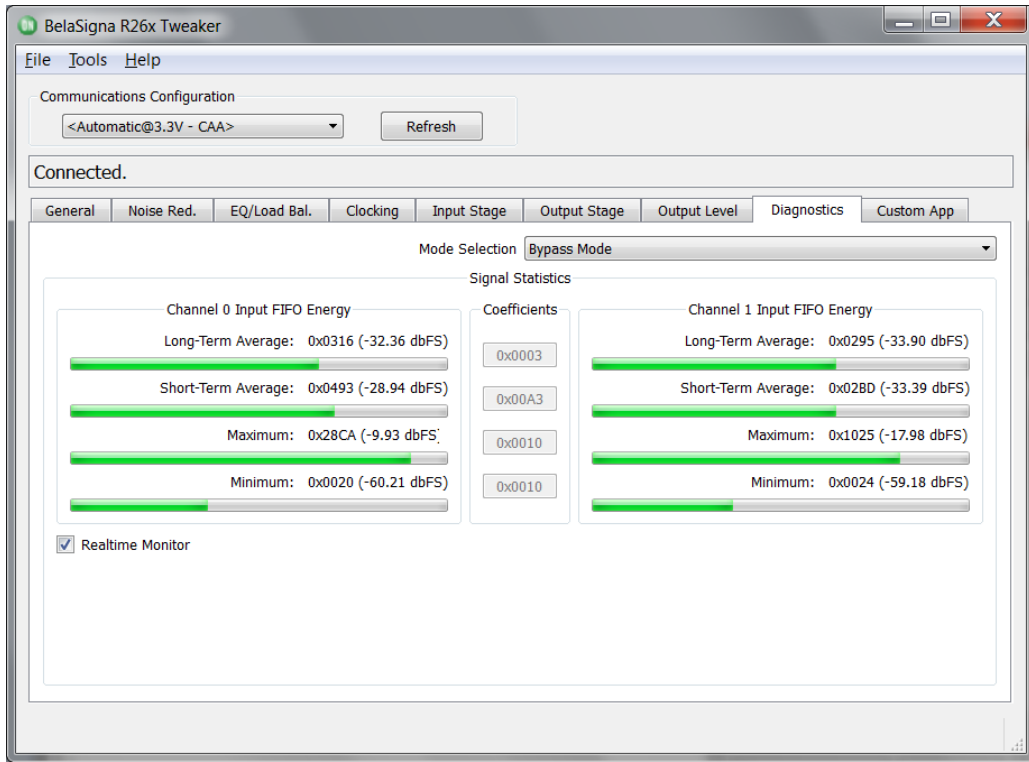 BelaSigna R26x Tweaker
File Tools Help
Communications Configuration
<Automatic@3.3V - CAA> Refresh
Connected.
General Noise Red. EQ/Load Bal. Clocking Input Stage Output Stage Output Level Diagnostics Custom App
Mode Selection Bypass Mode
Signal Statistics
Channel 0 Input FIFO Energy
Long-Term Average: 0x0316 (-32.36 dbFS)
Short-Term Average: 0x0493 (-28.94 dbFS)
Maximum: 0x28CA (-9.93 dbFS)
Minimum: 0x0020 (-60.21 dbFS)
Coefficients
0x0003
0x00A3
0x0010
0x0010
Channel 1 Input FIFO Energy
Long-Term Average: 0x0295 (-33.90 dbFS)
Short-Term Average: 0x02BD (-33.39 dbFS)
Maximum: 0x1025 (-17.98 dbFS)
Minimum: 0x0024 (-59.18 dbFS)
Realtime Monitor